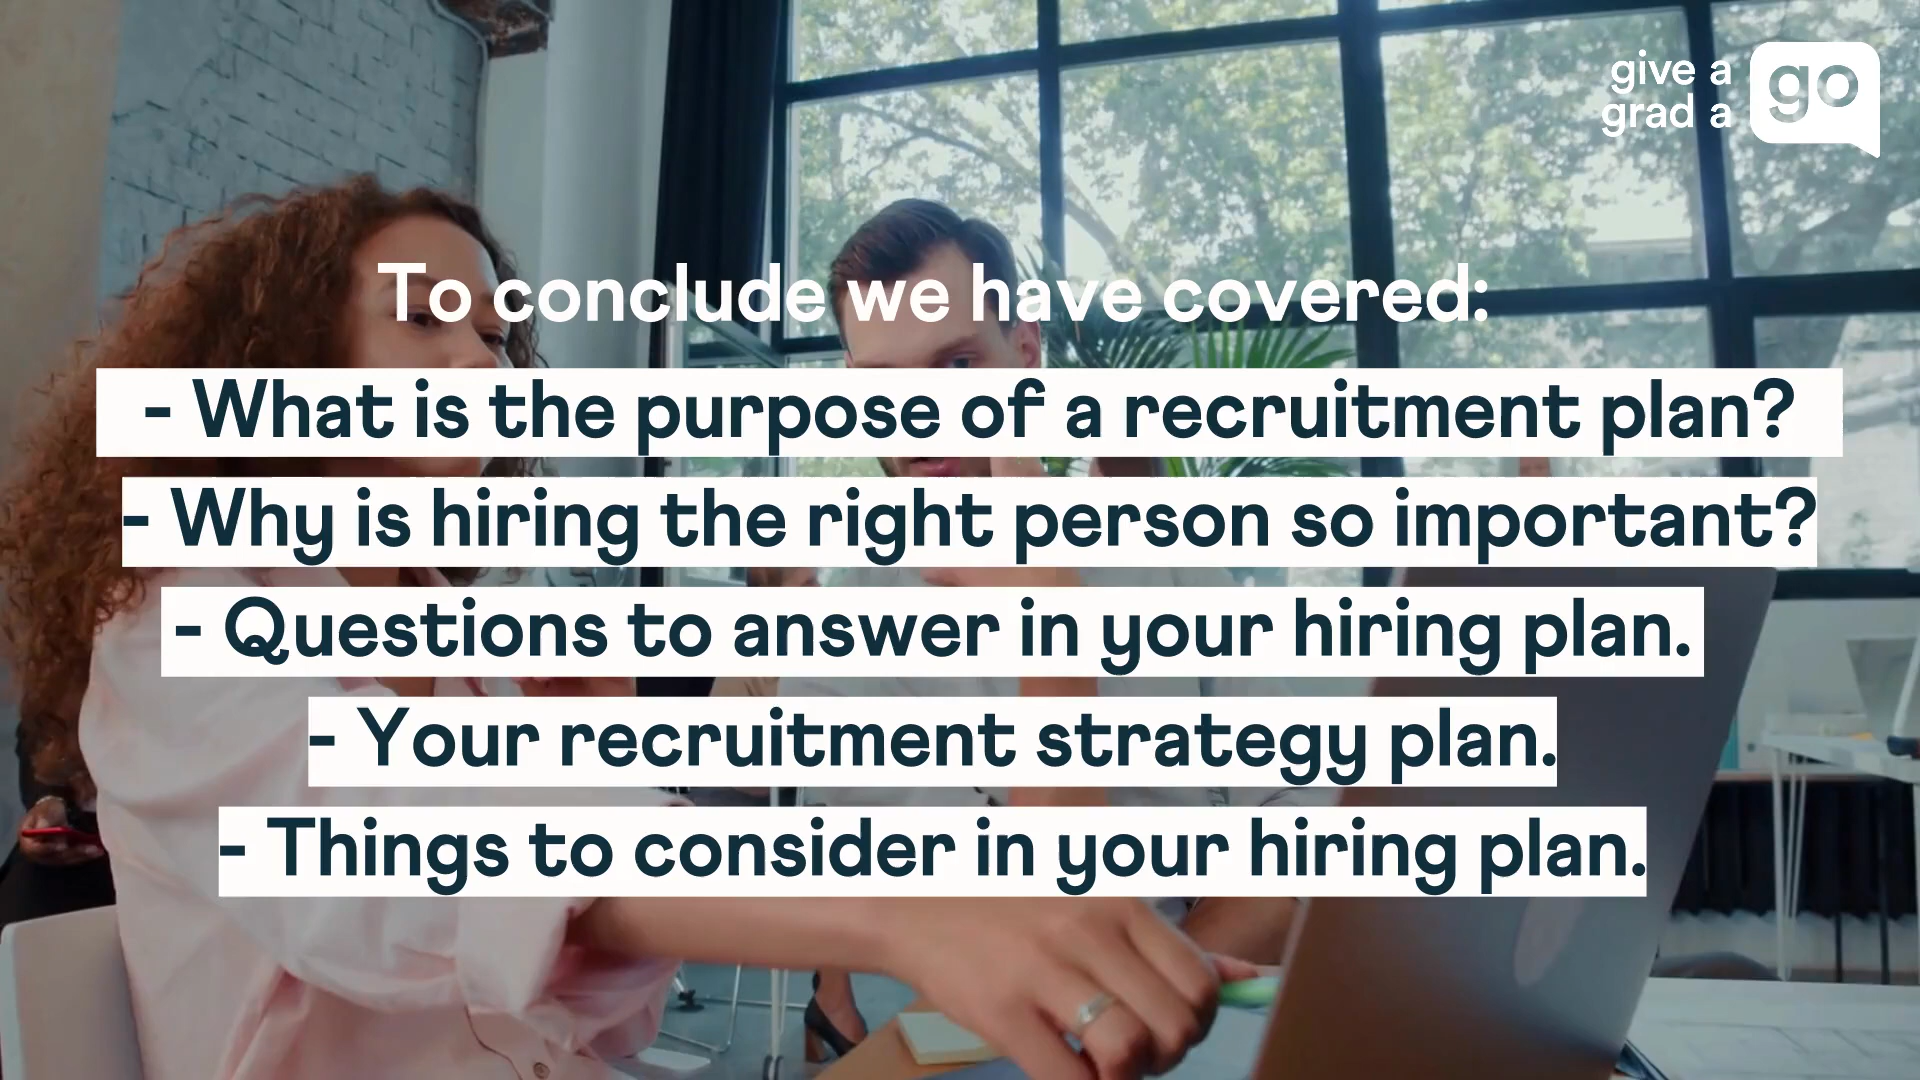 give a
grad a
go
To conclude we have covered:
- What is the purpose of a recruitment plan?
- Why is hiring the right person so important?
- Questions to answer in your hiring plan.
- Your recruitment strategy plan.
- Things to consider in your hiring plan.